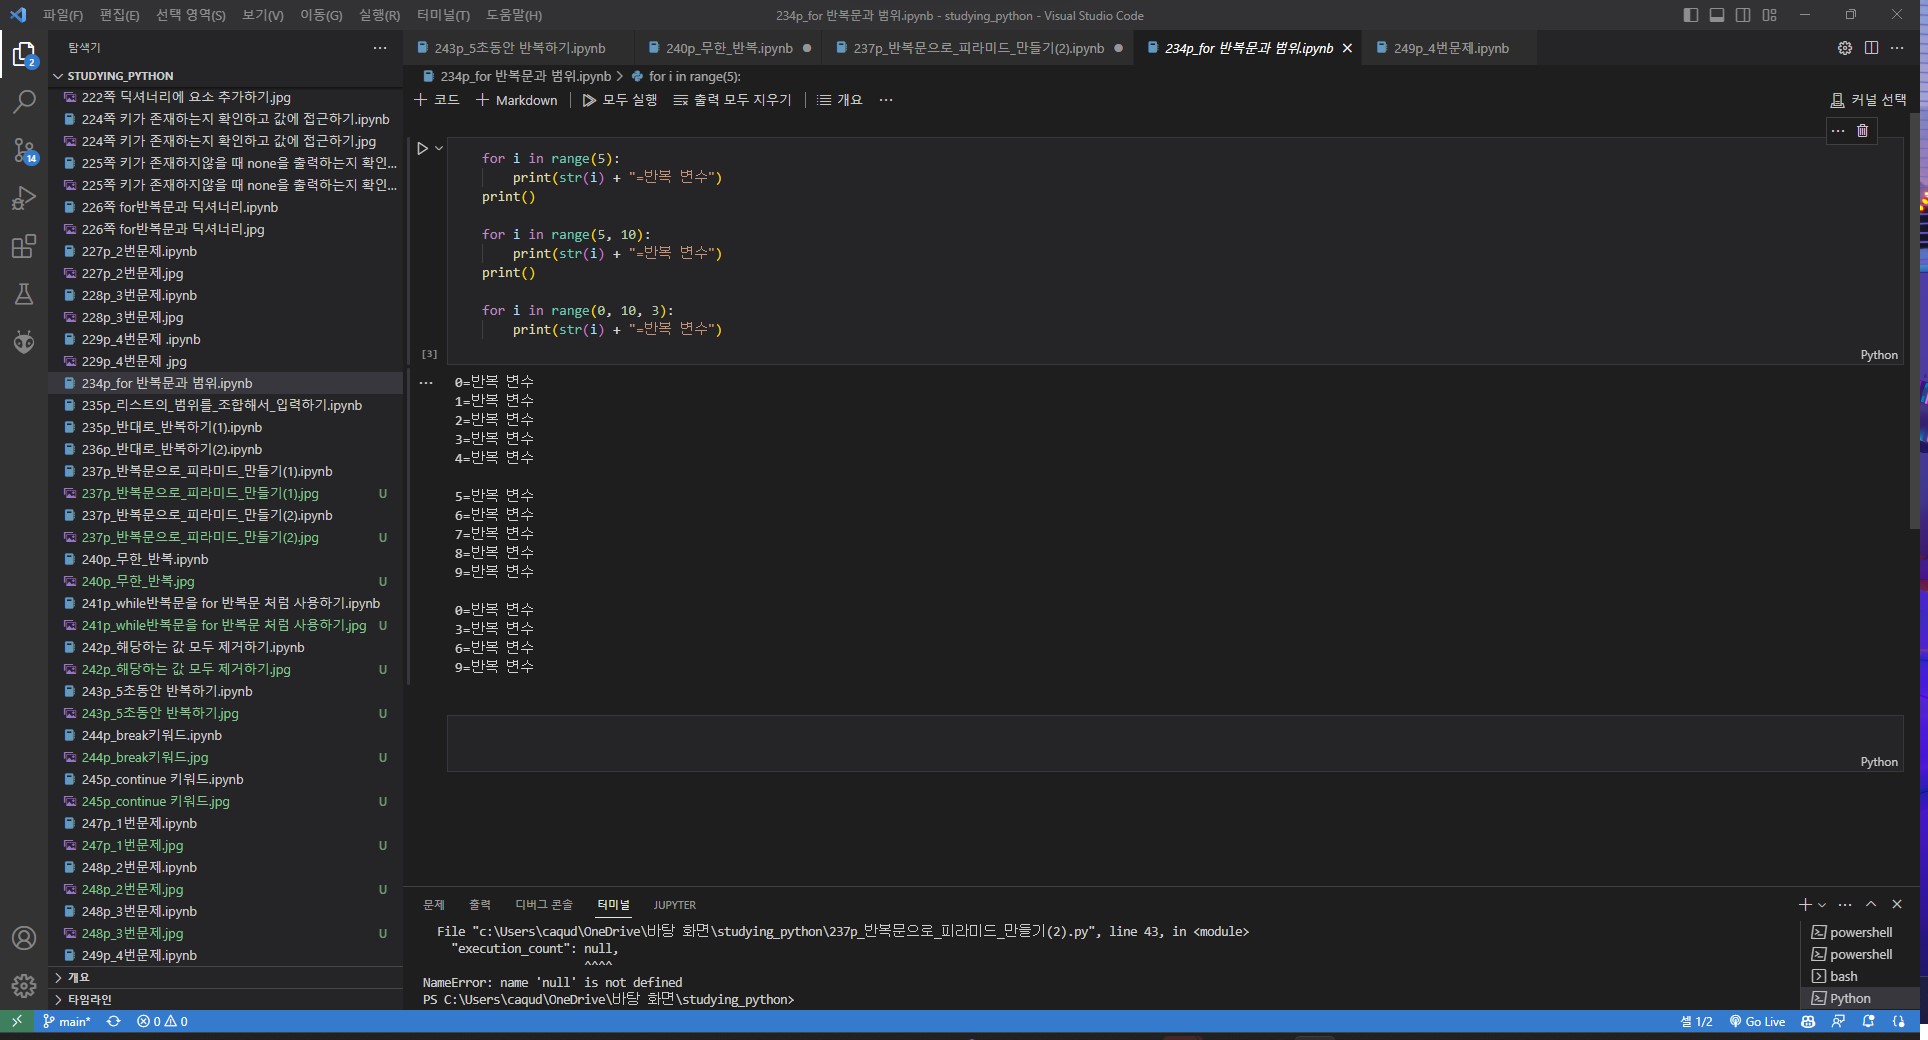 파일(F) 편집(E) 선택 영역(S) 보기(V) 이동(G) 실행(R) 터미널(T) 도움말(H) 234p_for 반복문과 범위.ipynb - studying_python - Visual Studio Code
탐색기
STUDYING_PYTHON
222쪽 딕셔너리에 요소 추가하기.jpg
224쪽 키가 존재하는지 확인하고 값에 접근하기.ipynb
224쪽 키가 존재하는지 확인하고 값에 접근하기.jpg
225쪽 키가 존재하지않을 때 none을 출력하는지 확인...
225쪽 키가 존재하지않을 때 none을 출력하는지 확인...
226쪽 for반복문과 딕셔너리.ipynb
226쪽 for반복문과 딕셔너리.jpg
227p_2번문제.ipynb
227p_2번문제.jpg
228p_3번문제.ipynb
228p_3번문제.jpg
229p_4번문제 .ipynb
229p_4번문제 .jpg
234p_for 반복문과 범위.ipynb
235p_리스트의_범위를_조합해서_입력하기.ipynb
235p_반대로_반복하기(1).ipynb
236p_반대로_반복하기(2).ipynb
237p_반복문으로_피라미드_만들기(1).ipynb
237p_반복문으로_피라미드_만들기(1).jpg U
237p_반복문으로_피라미드_만들기(2).ipynb
237p_반복문으로_피라미드_만들기(2).jpg U
240p_무한_반복.ipynb
240p_무한_반복.jpg U
241p_while반복문을 for 반복문 처럼 사용하기.ipynb
241p_while반복문을 for 반복문 처럼 사용하기.jpg U
242p_해당하는 값 모두 제거하기.ipynb
242p_해당하는 값 모두 제거하기.jpg U
243p_5초동안 반복하기.ipynb
243p_5초동안 반복하기.jpg U
244p_break키워드.ipynb
244p_break키워드.jpg U
245p_continue 키워드.ipynb
245p_continue 키워드.jpg U
247p_1번문제.ipynb
247p_1번문제.jpg U
248p_2번문제.ipynb
248p_2번문제.jpg U
248p_3번문제.ipynb
248p_3번문제.jpg U
249p_4번문제.ipynb
개요
타임라인
2
14
243p_5초동안 반복하기.ipynb 240p_무한_반복.ipynb 237p_반복문으로_피라미드_만들기(2).ipynb 234p_for 반복문과 범위.ipynb 249p_4번문제.ipynb
234p_for 반복문과 범위.ipynb > for i in range(5):
+ 코드 + Markdown 모두 실행 출력 모두 지우기 개요 ... 커널 선택
for i in range(5):
print(str(i) + "=반복 변수")
print()
for i in range(5, 10):
print(str(i) + "=반복 변수")
print()
for i in range(0, 10, 3):
print(str(i) + "=반복 변수")
[3]
Python
0=반복 변수
1=반복 변수
2=반복 변수
3=반복 변수
4=반복 변수
5=반복 변수
6=반복 변수
7=반복 변수
8=반복 변수
9=반복 변수
0=반복 변수
3=반복 변수
6=반복 변수
9=반복 변수
Python
문제 출력 디버그 콘솔 터미널 JUPYTER
File "c:\Users\caqud\OneDrive\바탕 화면\studying_python\237p_반복문으로_피라미드_만들기(2).py", line 43, in <module>
"execution_count": null,
^^^^
NameError: name 'null' is not defined
PS C:\Users\caqud\OneDrive\바탕 화면\studying_python>
powershell
powershell
bash
Python
main* 0 0 셀 1/2 Go Live